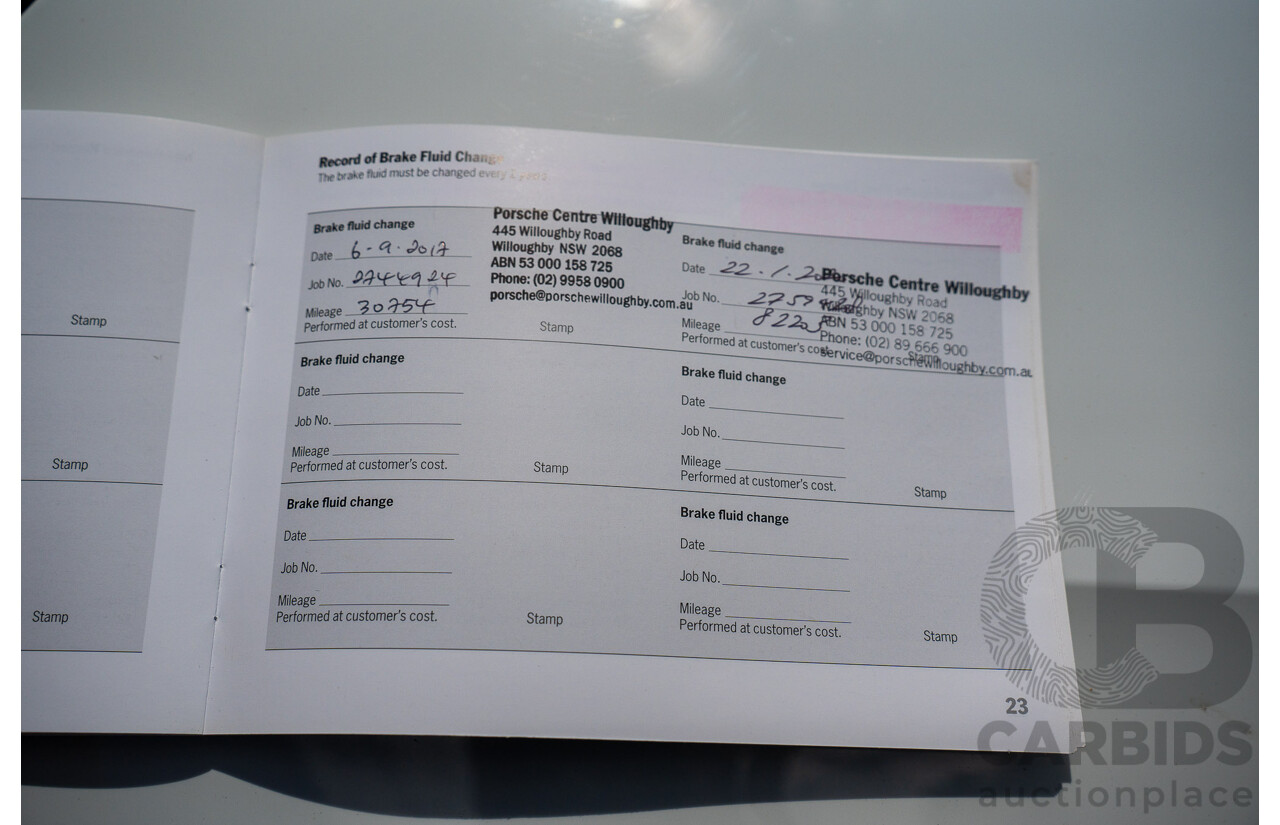 Record of Brake Fluid Change
The brake fluid must be changed every 2 years
Brake fluid change
Date 6-9-2017
Job No. 2744924
Mileage 30754
Performed at customer's cost.
Stamp
Porsche Centre Willoughby
445 Willoughby Road
Willoughby NSW 2068
ABN 53 000 158 725
Phone: (02) 9958 0900
porsche@porschewilloughby.com.au
Brake fluid change
Date 22.1.
Job No.
Mileage
Performed at customer's cost.
Stamp
Porsche Centre Willoughby
445 Willoughby Road
Willoughby NSW 2068
ABN 53 000 158 725
Phone: (02) 89 666 900
service@porschewilloughby.com.au
Stamp
Brake fluid change
Date
Job No.
Mileage
Performed at customer's cost.
Stamp
Brake fluid change
Date
Job No.
Mileage
Performed at customer's cost.
Stamp
Stamp
Brake fluid change
Date
Job No.
Mileage
Performed at customer's cost.
Stamp
Brake fluid change
Date
Job No.
Mileage
Performed at customer's cost.
Stamp
Stamp
23
CB
CARBIDS
auctionplace